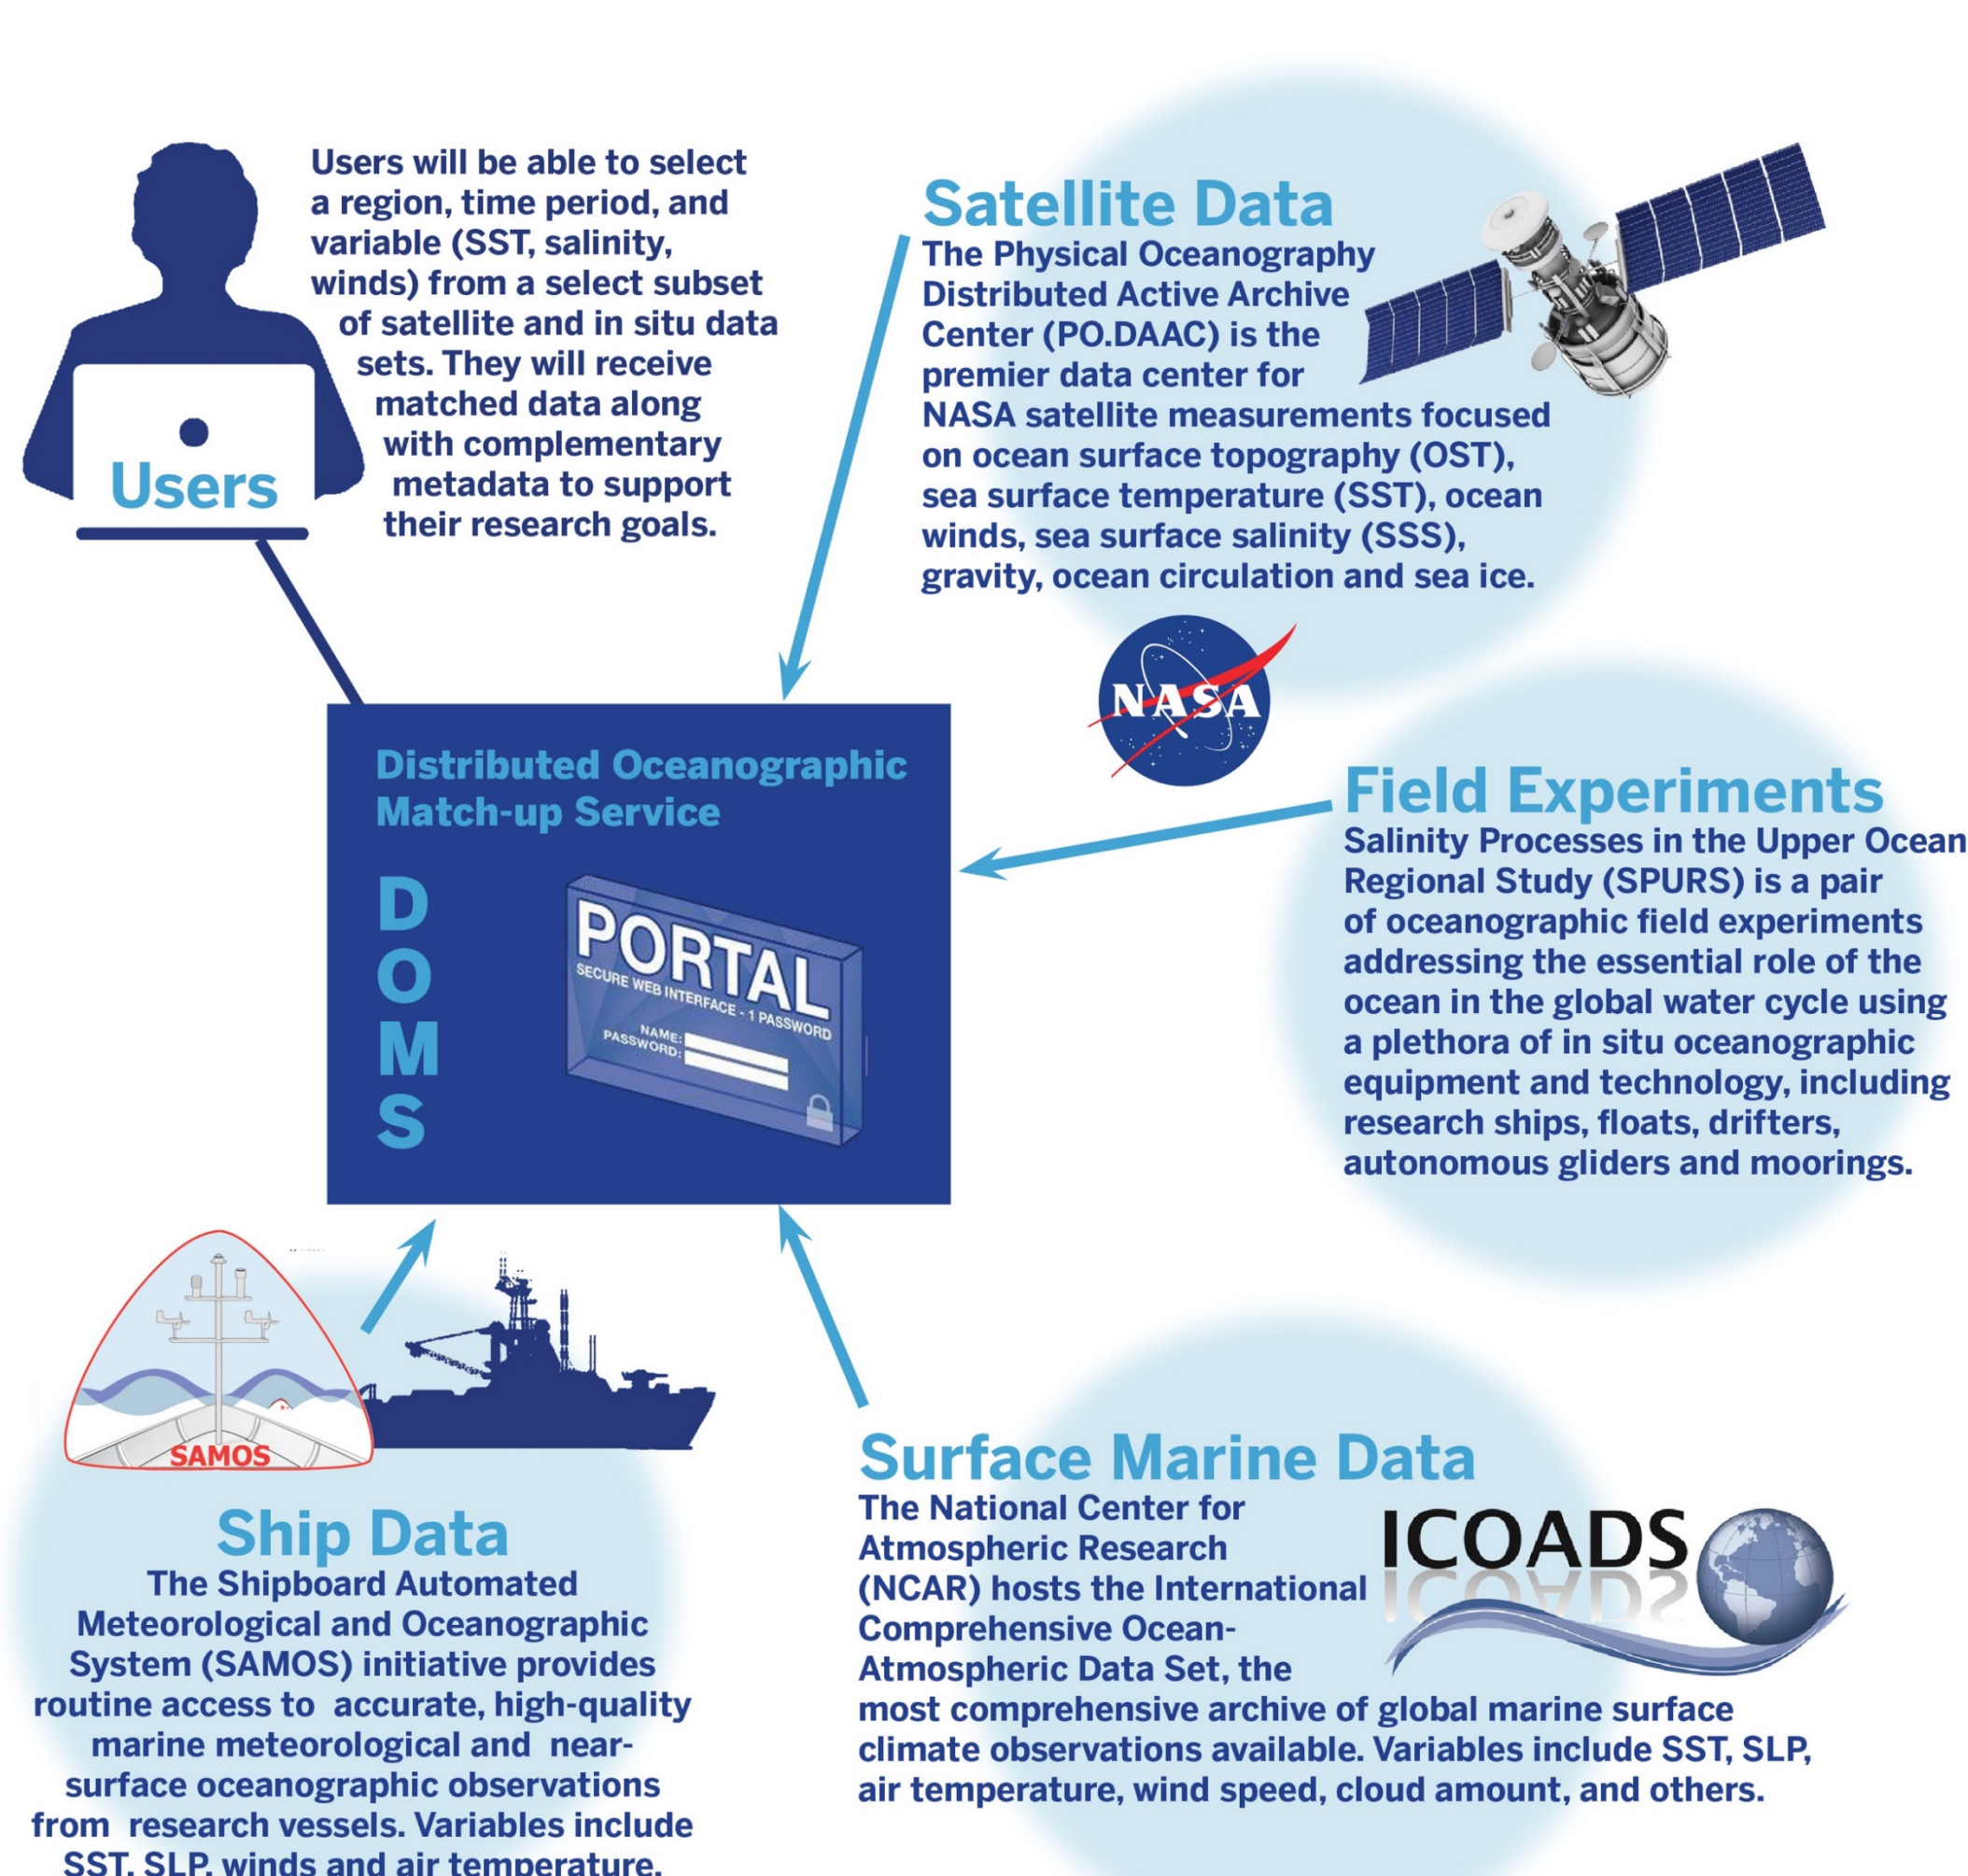 Users will be able to select
a region, time period, and
variable (SST, salinity,
winds) from a select subset
of satellite and in situ data
sets. They will receive
matched data along
with complementary
metadata to support
their research goals.
Users
Satellite Data
The Physical Oceanography
Distributed Active Archive
Center (PO.DAAC) is the
premier data center for
NASA satellite measurements focused
on ocean surface topography (OST),
sea surface temperature (SST), ocean
winds, sea surface salinity (SSS),
gravity, ocean circulation and sea ice.
NASA
Distributed Oceanographic
Match-up Service
D
O
M
S
PORTAL
SECURE WEB INTERFACE - 1 PASSWORD
NAME:
PASSWORD:
Field Experiments
Salinity Processes in the Upper Ocean
Regional Study (SPURS) is a pair
of oceanographic field experiments
addressing the essential role of the
ocean in the global water cycle using
a plethora of in situ oceanographic
equipment and technology, including
research ships, floats, drifters,
autonomous gliders and moorings.
SAMOS
Ship Data
The Shipboard Automated
Meteorological and Oceanographic
System (SAMOS) initiative provides
routine access to accurate, high-quality
marine meteorological and near-
surface oceanographic observations
from research vessels. Variables include
SST, SLP, winds and air temperature.
Surface Marine Data
The National Center for
Atmospheric Research
(NCAR) hosts the International
Comprehensive Ocean-
Atmospheric Data Set, the
most comprehensive archive of global marine surface
climate observations available. Variables include SST, SLP,
air temperature, wind speed, cloud amount, and others.
ICOADS